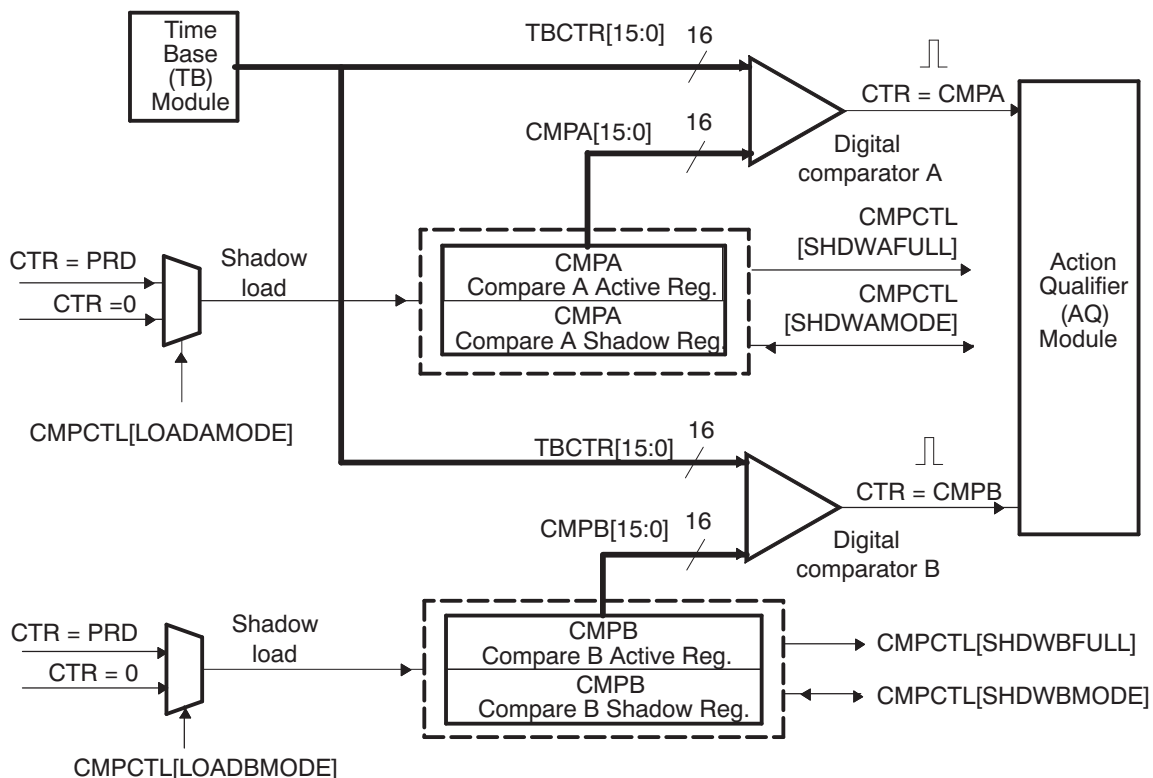 Time
Base
(TB)
Module
TBCTR[15:0]
16
CTR = CMPA
CMPA[15:0]
16
Digital
comparator A
CMPCTL
[SHDWAFULL]
CMPCTL
[SHDWAMODE]
Action
Qualifier
(AQ)
Module
CTR = PRD
CTR =0
Shadow
load
CMPA
Compare A Active Reg.
CMPA
Compare A Shadow Reg.
CMPCTL[LOADAMODE]
TBCTR[15:0]
16
CTR = CMPB
CMPB[15:0]
16
Digital
comparator B
CTR = PRD
CTR = 0
Shadow
load
CMPB
Compare B Active Reg.
CMPB
Compare B Shadow Reg.
CMPCTL[SHDWBFULL]
CMPCTL[SHDWBMODE]
CMPCTL[LOADBMODE]